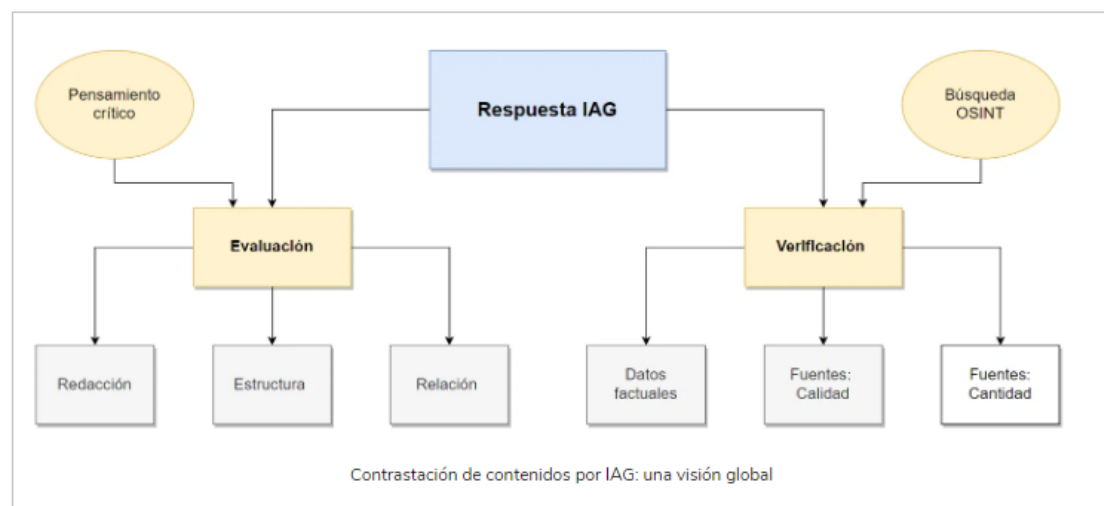 Pensamiento
crítico
Respuesta IAG
Búsqueda
OSINT
Evaluación
Verificación
Redacción
Estructura
Relación
Datos
factuales
Fuentes:
Calidad
Fuentes:
Cantidad
Contrastación de contenidos por IAG: una visión global